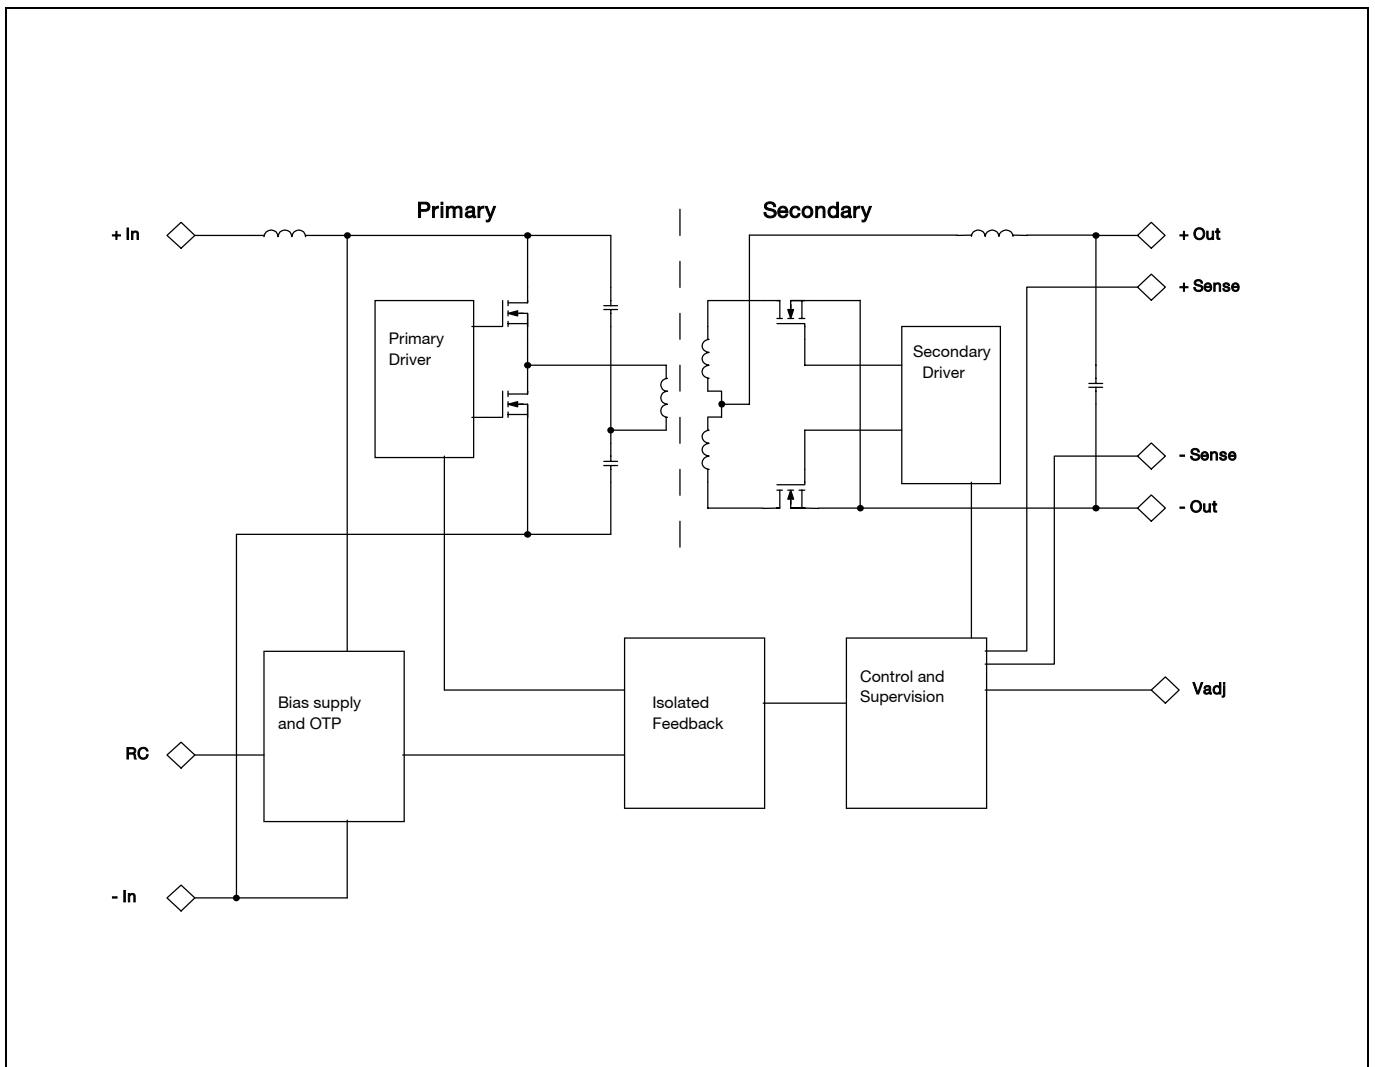 Primary
Secondary
+ In
+ Out
+ Sense
Primary
Driver
Secondary
Driver
- Sense
- Out
Bias supply
and OTP
Isolated
Feedback
Control and
Supervision
Vadj
RC
- In